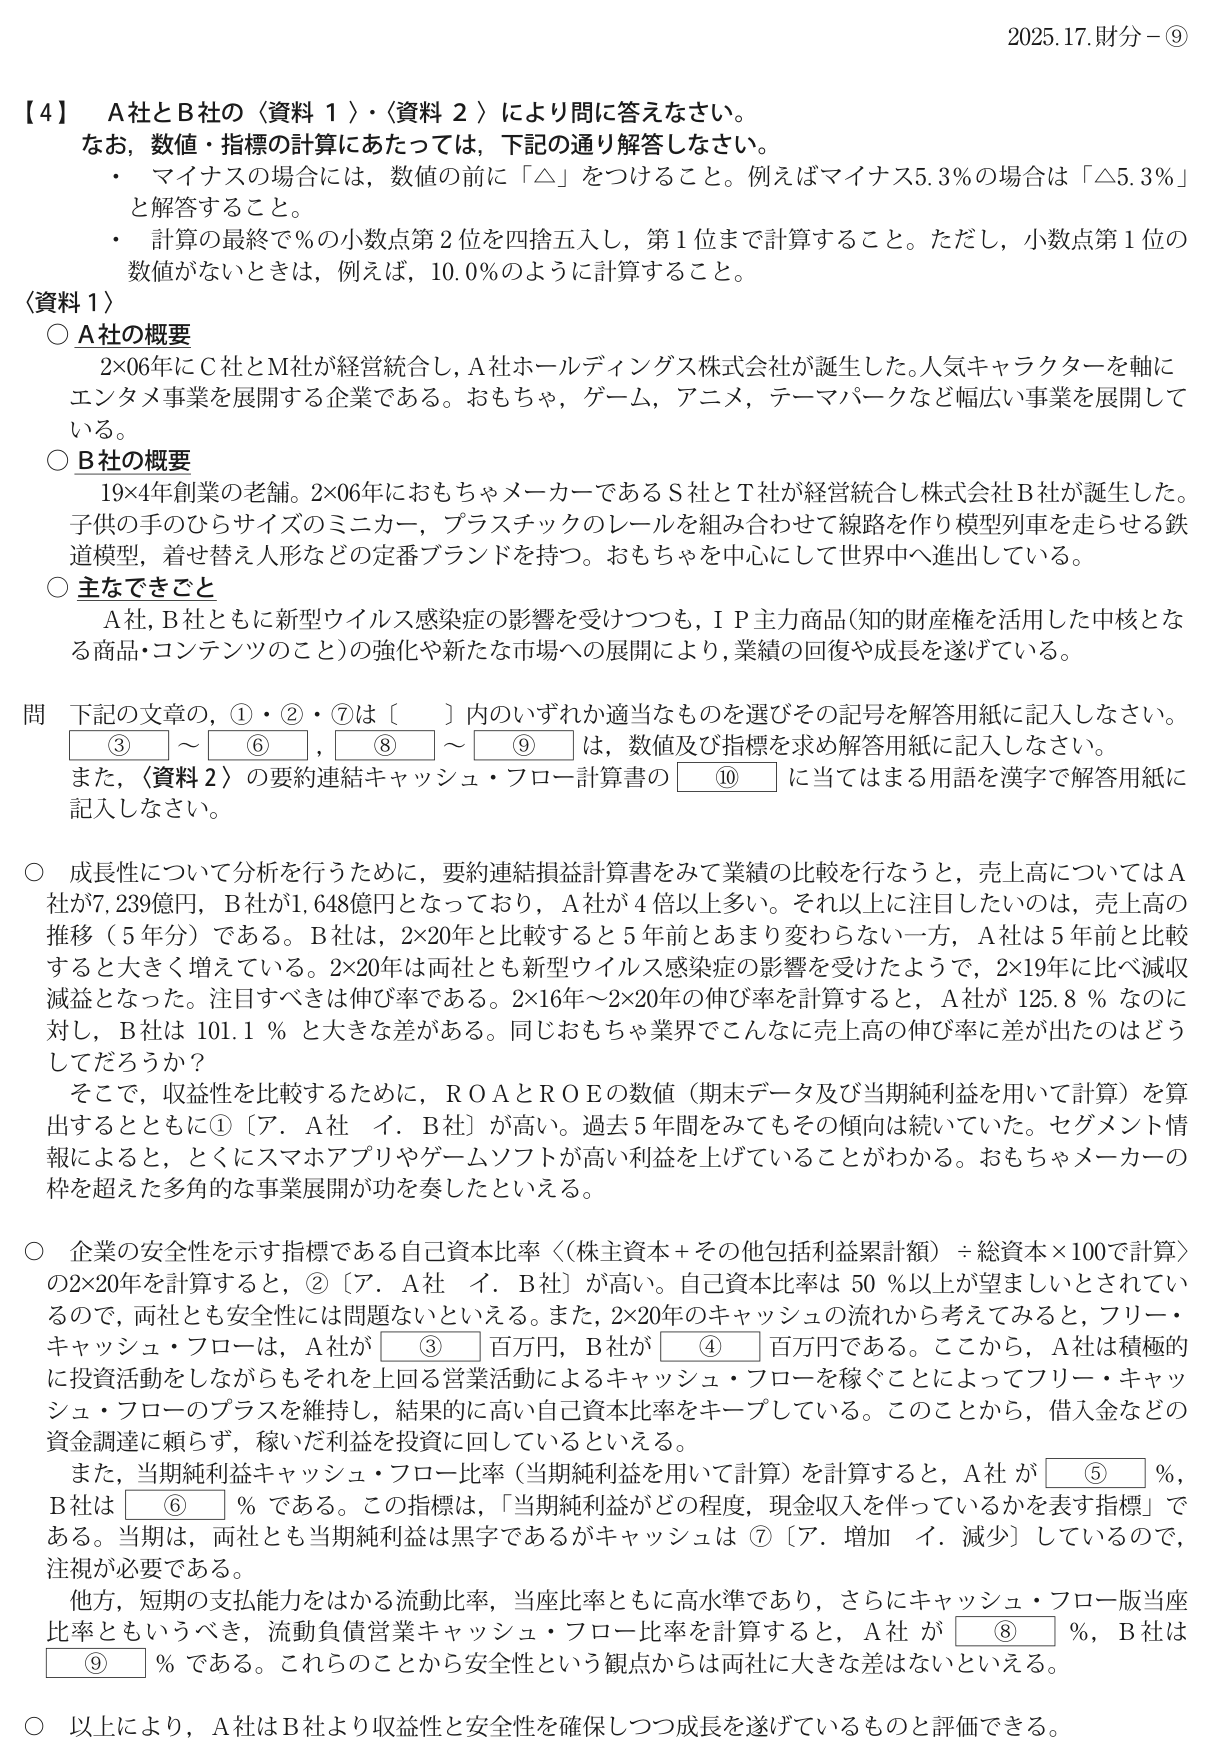 2025.17.財分－⑨
【4】　A社とB社の〈資料 1 〉・〈資料 2 〉により問に答えなさい。
なお，数値・指標の計算にあたっては，下記の通り解答しなさい。
・　マイナスの場合には，数値の前に「△」をつけること。例えばマイナス5.3％の場合は「△5.3％」
と解答すること。
・　計算の最終で％の小数点第２位を四捨五入し，第１位まで計算すること。ただし，小数点第１位の
数値がないときは，例えば，10.0％のように計算すること。
〈資料 1 〉
○ A社の概要
2×06年にＣ社とM社が経営統合し，A社ホールディングス株式会社が誕生した。人気キャラクターを軸に
エンタメ事業を展開する企業である。おもちゃ，ゲーム，アニメ，テーマパークなど幅広い事業を展開して
いる。
○ B社の概要
19×4年創業の老舗。2×06年におもちゃメーカーであるＳ社とＴ社が経営統合し株式会社Ｂ社が誕生した。
子供の手のひらサイズのミニカー，プラスチックのレールを組み合わせて線路を作り模型列車を走らせる鉄
道模型，着せ替え人形などの定番ブランドを持つ。おもちゃを中心にして世界中へ進出している。
○ 主なできごと
A社，B社ともに新型ウイルス感染症の影響を受けつつも，ＩＰ主力商品（知的財産権を活用した中核とな
る商品・コンテンツのこと）の強化や新たな市場への展開により，業績の回復や成長を遂げている。
問　下記の文章の，①・②・⑦は〔　　〕内のいずれか適当なものを選びその記号を解答用紙に記入しなさい。
③ ～ ⑥ ， ⑧ ～ ⑨ は，数値及び指標を求め解答用紙に記入しなさい。
また，〈資料 2 〉の要約連結キャッシュ・フロー計算書の ⑩ に当てはまる用語を漢字で解答用紙に
記入しなさい。
○　成長性について分析を行うために，要約連結損益計算書をみて業績の比較を行なうと，売上高についてはＡ
社が7,239億円，Ｂ社が1,648億円となっており，Ａ社が４倍以上多い。それ以上に注目したいのは，売上高の
推移（５年分）である。Ｂ社は，2×20年と比較すると５年前とあまり変わらない一方，Ａ社は５年前と比較
すると大きく増えている。2×20年は両社とも新型ウイルス感染症の影響を受けたようで，2×19年に比べ減収
減益となった。注目すべきは伸び率である。2×16年～2×20年の伸び率を計算すると，Ａ社が 125.8 ％ なのに
対し，Ｂ社は 101.1 ％ と大きな差がある。同じおもちゃ業界でこんなに売上高の伸び率に差が出たのはどう
してだろうか？
そこで，収益性を比較するために，ＲＯＡとＲＯＥの数値（期末データ及び当期純利益を用いて計算）を算
出するとともに①〔ア．Ａ社　イ．Ｂ社〕が高い。過去５年間をみてもその傾向は続いていた。セグメント情
報によると，とくにスマホアプリやゲームソフトが高い利益を上げていることがわかる。おもちゃメーカーの
枠を超えた多角的な事業展開が功を奏したといえる。
○　企業の安全性を示す指標である自己資本比率〈（株主資本＋その他包括利益累計額）÷総資本×100で計算〉
の2×20年を計算すると，②〔ア．Ａ社　イ．Ｂ社〕が高い。自己資本比率は 50 ％以上が望ましいとされてい
るので，両社とも安全性には問題ないといえる。また，2×20年のキャッシュの流れから考えてみると，フリー・
キャッシュ・フローは，Ａ社が ③ 百万円，Ｂ社が ④ 百万円である。ここから，Ａ社は積極的
に投資活動をしながらもそれを上回る営業活動によるキャッシュ・フローを稼ぐことによってフリー・キャッ
シュ・フローのプラスを維持し，結果的に高い自己資本比率をキープしている。このことから，借入金などの
資金調達に頼らず，稼いだ利益を投資に回しているといえる。
また，当期純利益キャッシュ・フロー比率（当期純利益を用いて計算）を計算すると，Ａ社 が ⑤ ％，
Ｂ社は ⑥ ％ である。この指標は，「当期純利益がどの程度，現金収入を伴っているかを表す指標」で
ある。当期は，両社とも当期純利益は黒字であるがキャッシュは ⑦〔ア．増加　イ．減少〕しているので，
注視が必要である。
他方，短期の支払能力をはかる流動比率，当座比率ともに高水準であり，さらにキャッシュ・フロー版当座
比率ともいうべき，流動負債営業キャッシュ・フロー比率を計算すると，Ａ社 が ⑧ ％，Ｂ社は
⑨ ％ である。これらのことから安全性という観点からは両社に大きな差はないといえる。
○　以上により，Ａ社はＢ社より収益性と安全性を確保しつつ成長を遂げているものと評価できる。